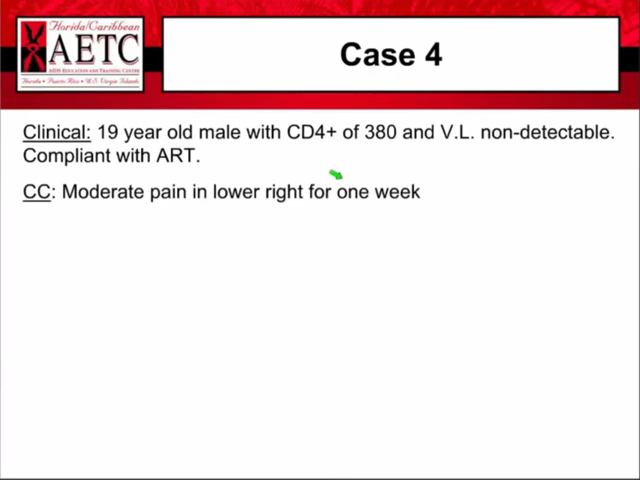 Florida/Caribbean
AETC
AIDS Education and Training Center
Florida • Puerto Rico • U.S. Virgin Islands
Case 4
Clinical: 19 year old male with CD4+ of 380 and V.L. non-detectable.
Compliant with ART.
CC: Moderate pain in lower right for one week